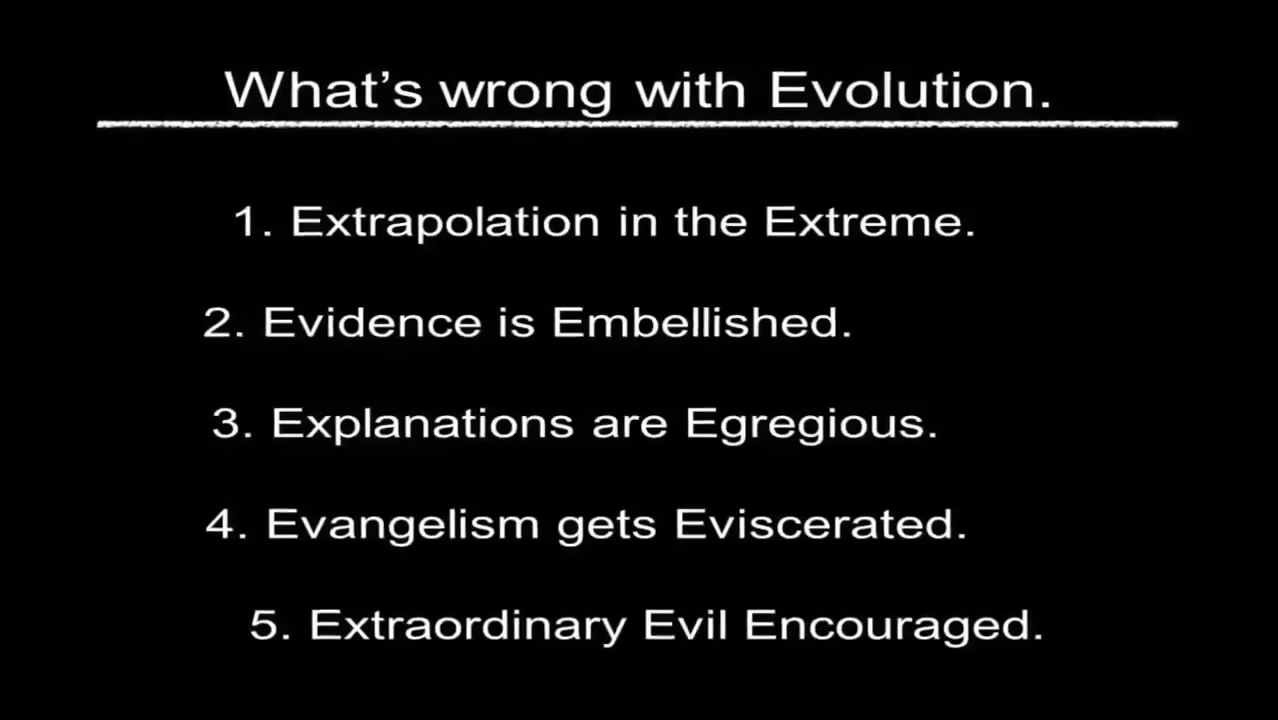 What’s wrong with Evolution.
1. Extrapolation in the Extreme.
2. Evidence is Embellished.
3. Explanations are Egregious.
4. Evangelism gets Eviscerated.
5. Extraordinary Evil Encouraged.